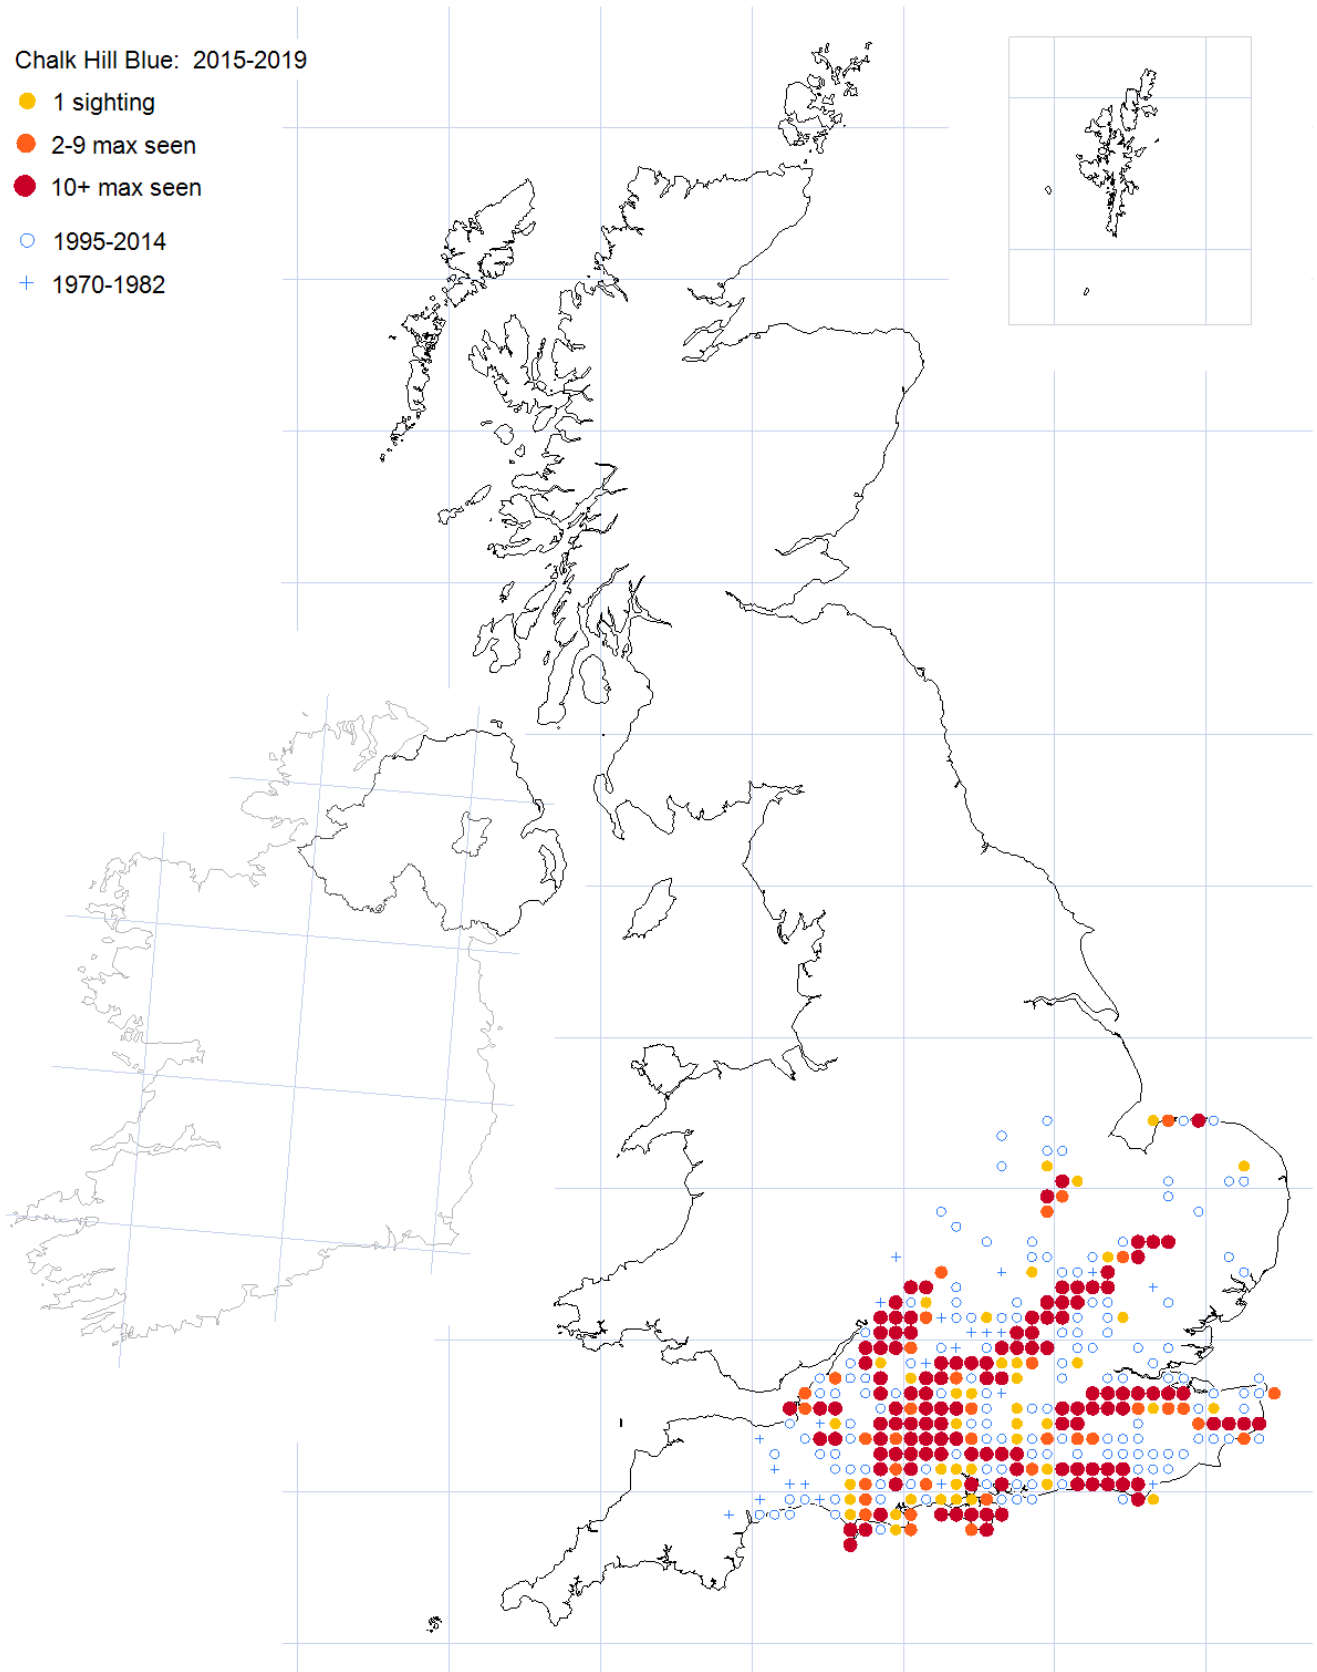 Chalk Hill Blue: 2015-2019
1 sighting
2-9 max seen
10+ max seen
1995-2014
1970-1982